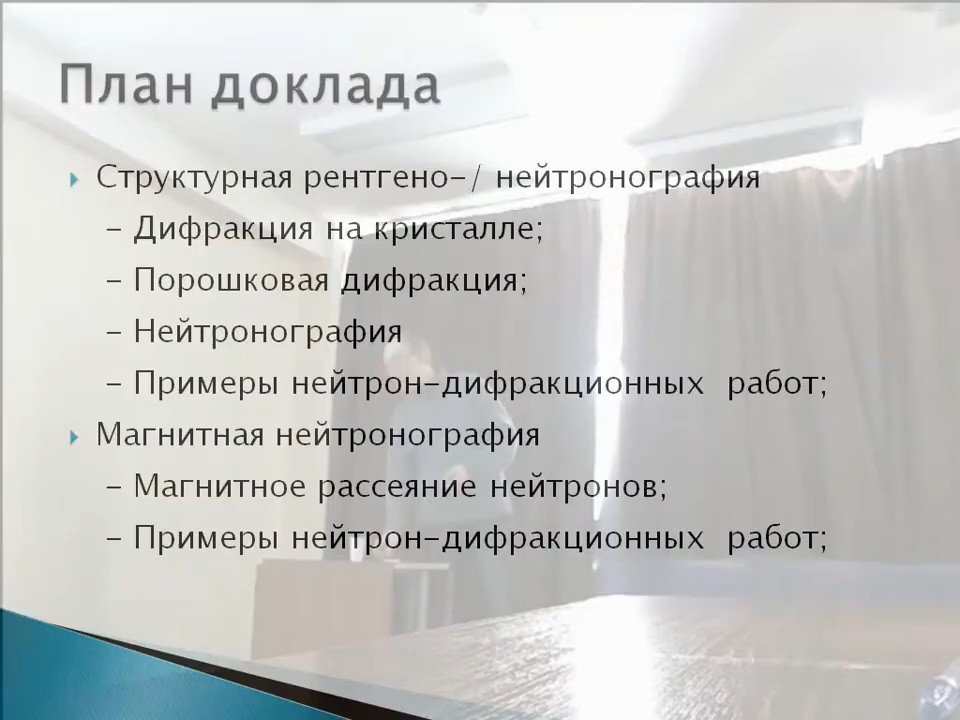 План доклада
Структурная рентгено-/ нейтронография
– Дифракция на кристалле;
– Порошковая дифракция;
– Нейтронография
– Примеры нейтрон-дифракционных работ;
Магнитная нейтронография
– Магнитное рассеяние нейтронов;
– Примеры нейтрон-дифракционных работ;